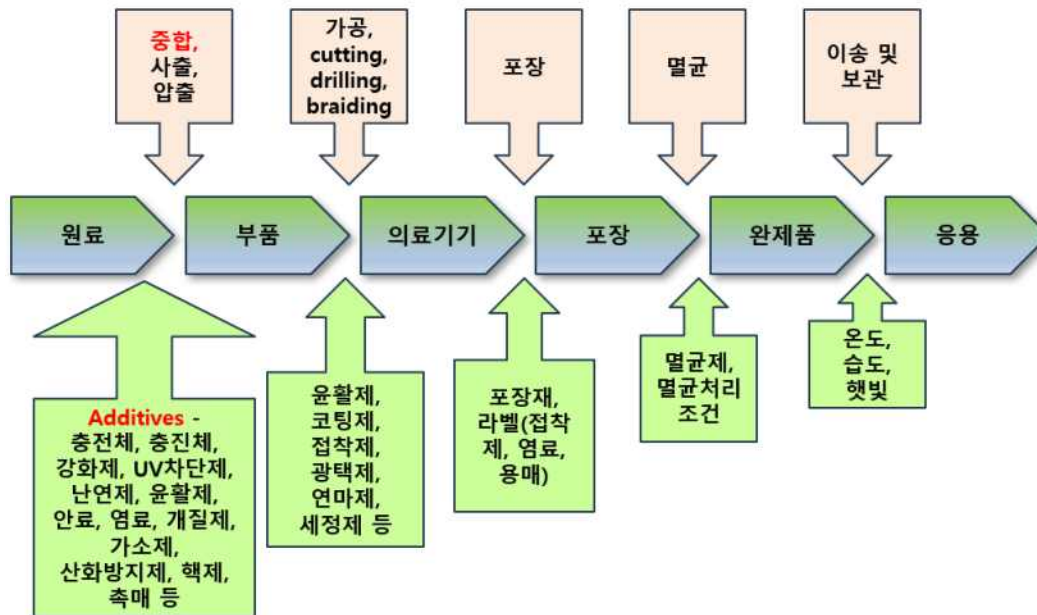 중합,
사출,
압출
가공,
cutting,
drilling,
braiding
포장
멸균
이송 및
보관
원료
부품
의료기기
포장
완제품
응용
Additives -
충전체, 충진체,
강화제, UV차단제,
난연제, 윤활제,
안료, 염료, 개질제,
가소제,
산화방지제, 핵제,
촉매 등
윤활제,
코팅제,
접착제,
광택제,
연마제,
세정제 등
포장재,
라벨(접착
제, 염료,
용매)
멸균제,
멸균처리
조건
온도,
습도,
햇빛